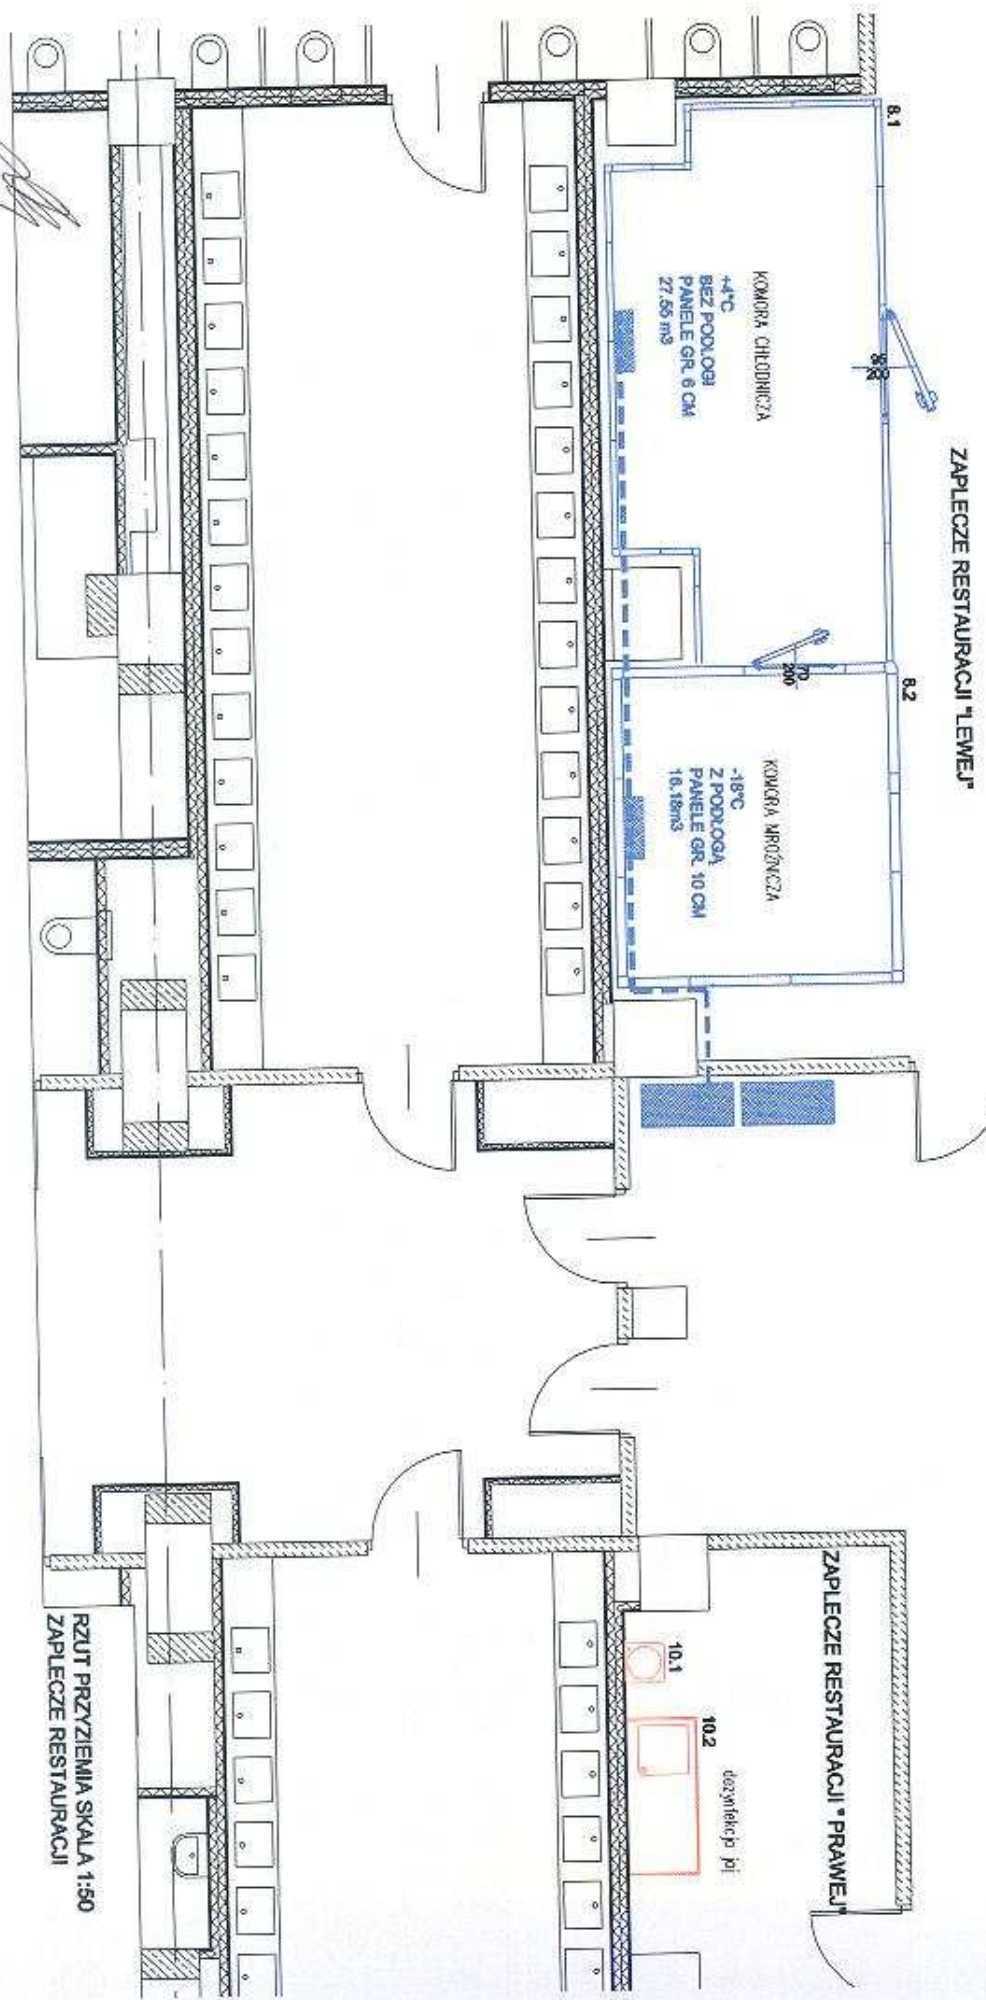 ZAPLECZE RESTAURACJI "LEWEJ"
8.1
90
200
KOMORA CHŁODNICZA
+4°C
BEZ PODŁOGI
PANELE GR. 6 CM
27.55 m3
8.2
70
200
KOMORA MROŹNICZA
-18°C
Z PODŁOGĄ
PANELE GR. 10 CM
16.18m3
ZAPLECZE RESTAURACJI "PRAWEJ"
10.1
10.2
dezynfekcja jaj
RZUT PRZYZIEMIA SKALA 1:50
ZAPLECZE RESTAURACJI